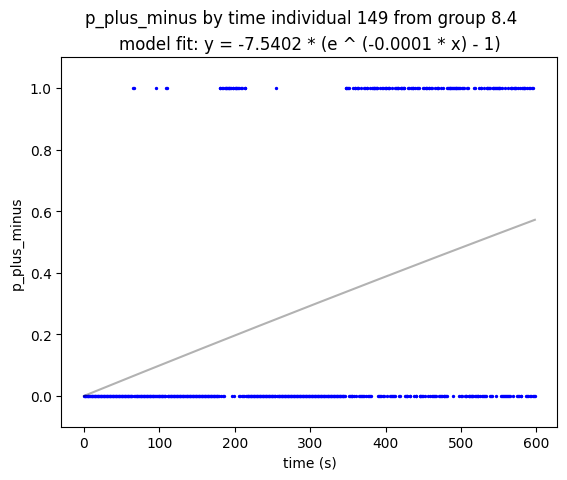 p_plus_minus by time individual 149 from group 8.4
model fit: y = -7.5402 * (e ^ (-0.0001 * x) - 1)
1.0
0.8
0.6
0.4
0.2
0.0
p_plus_minus
0 100 200 300 400 500 600
time (s)